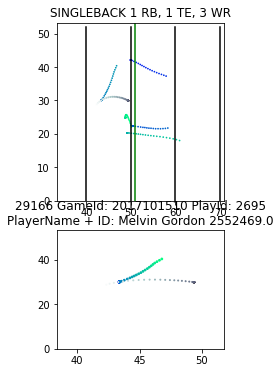 SINGLEBACK 1 RB, 1 TE, 3 WR
50
40
30
20
10
0
40 50 60 70
29166 GameId: 2017101510 PlayId: 2695
PlayerName + ID: Melvin Gordon 2552469.0
40
20
0
40 45 50